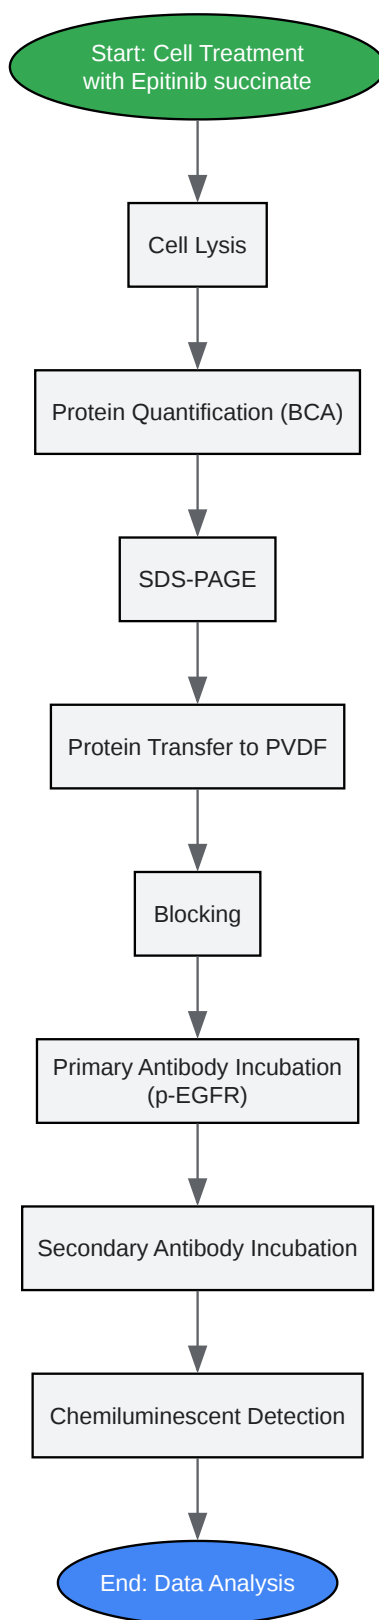 Start: Cell Treatment
with Epitinib succinate
Cell Lysis
Protein Quantification (BCA)
SDS-PAGE
Protein Transfer to PVDF
Blocking
Primary Antibody Incubation
(p-EGFR)
Secondary Antibody Incubation
Chemiluminescent Detection
End: Data Analysis